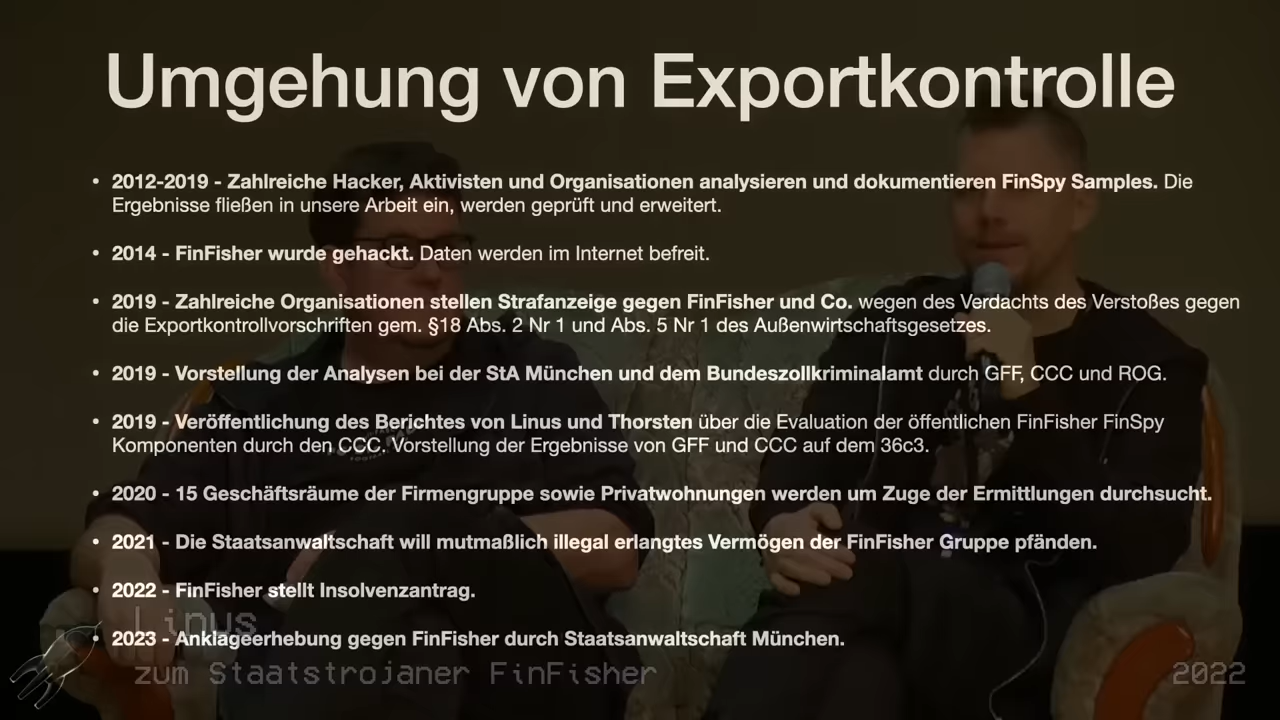 Umgehung von Exportkontrolle
• 2012-2019 - Zahlreiche Hacker, Aktivisten und Organisationen analysieren und dokumentieren FinSpy Samples. Die
Ergebnisse fließen in unsere Arbeit ein, werden geprüft und erweitert.
• 2014 - FinFisher wurde gehackt. Daten werden im Internet befreit.
• 2019 - Zahlreiche Organisationen stellen Strafanzeige gegen FinFisher und Co. wegen des Verdachts des Verstoßes gegen
die Exportkontrollvorschriften gem. §18 Abs. 2 Nr 1 und Abs. 5 Nr 1 des Außenwirtschaftsgesetzes.
• 2019 - Vorstellung der Analysen bei der StA München und dem Bundeszollkriminalamt durch GFF, CCC und ROG.
• 2019 - Veröffentlichung des Berichtes von Linus und Thorsten über die Evaluation der öffentlichen FinFisher FinSpy
Komponenten durch den CCC. Vorstellung der Ergebnisse von GFF und CCC auf dem 36c3.
• 2020 - 15 Geschäftsräume der Firmengruppe sowie Privatwohnungen werden um Zuge der Ermittlungen durchsucht.
• 2021 - Die Staatsanwaltschaft will mutmaßlich illegal erlangtes Vermögen der FinFisher Gruppe pfänden.
• 2022 - FinFisher stellt Insolvenzantrag.
Linus
• 2023 - Anklageerhebung gegen FinFisher durch Staatsanwaltschaft München.
zum Staatstrojaner FinFisher
2022